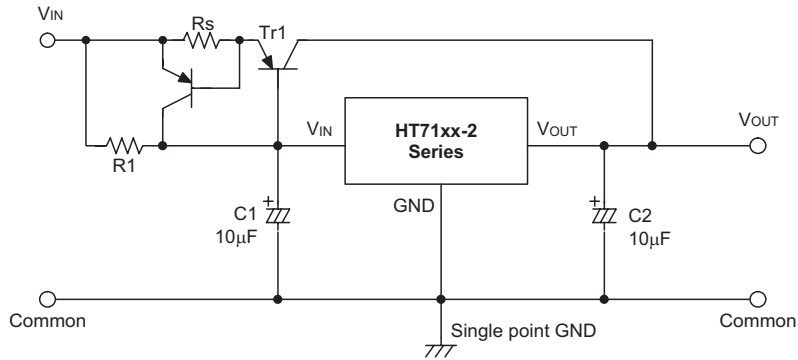 VIN
Rs
Tr1
R1
VIN
HT71xx-2
Series
VOUT
VOUT
GND
C1
10μF
C2
10μF
Common
Single point GND
Common